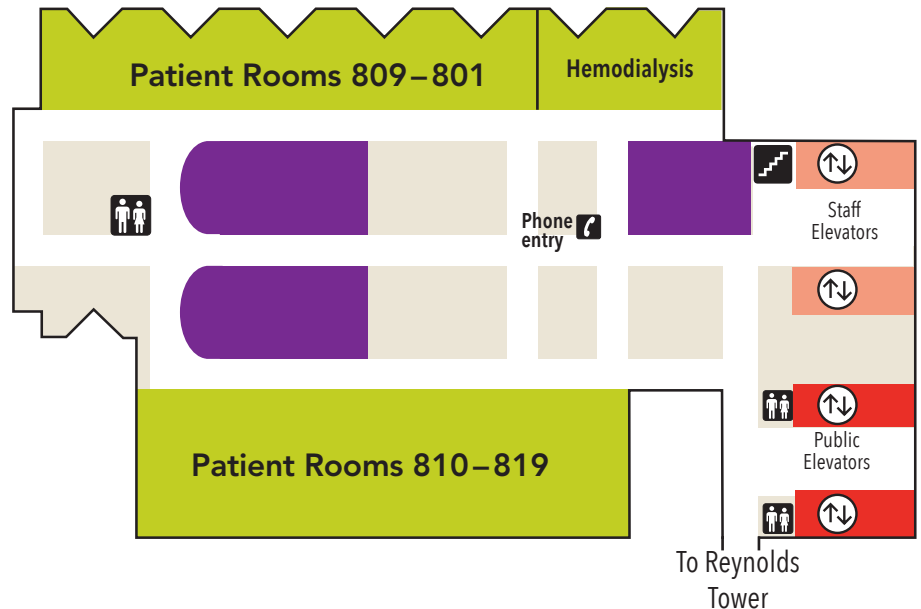 Patient Rooms 809–801
Hemodialysis
Phone
entry
Staff
Elevators
Public
Elevators
Patient Rooms 810–819
To Reynolds
Tower